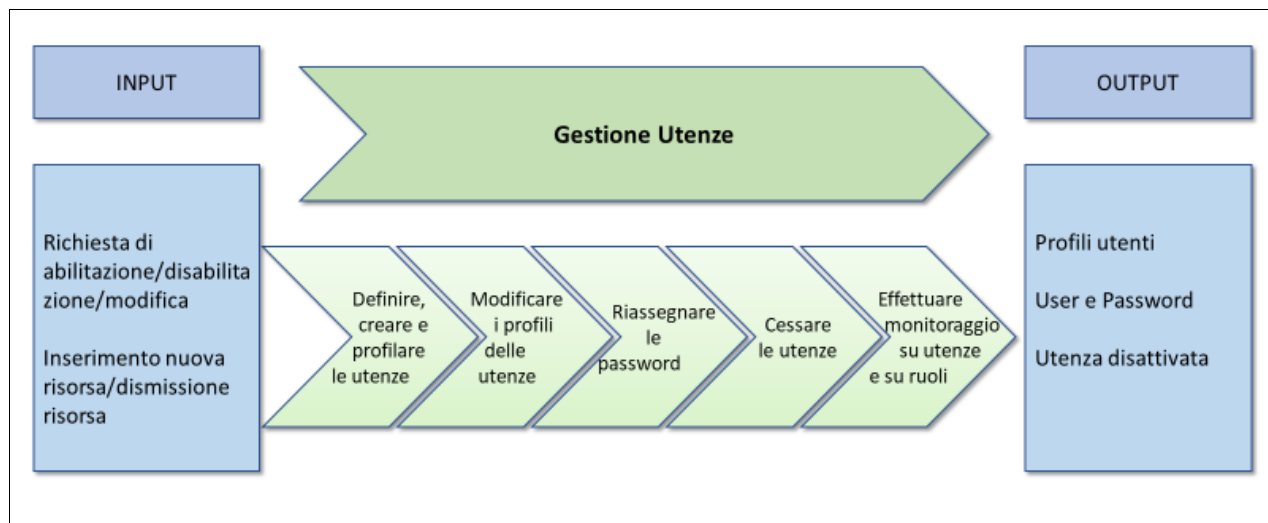 INPUT
Gestione Utenze
OUTPUT
Richiesta di
abilitazione/disabilita
zione/modifica
Inserimento nuova
risorsa/dismissione
risorsa
Definire,
creare e
profilare
le utenze
Modificare
i profili
delle
utenze
Riassegnare
le
password
Cessare
le utenze
Effettuare
monitoraggio
su utenze
e su ruoli
Profili utenti
User e Password
Utenza disattivata